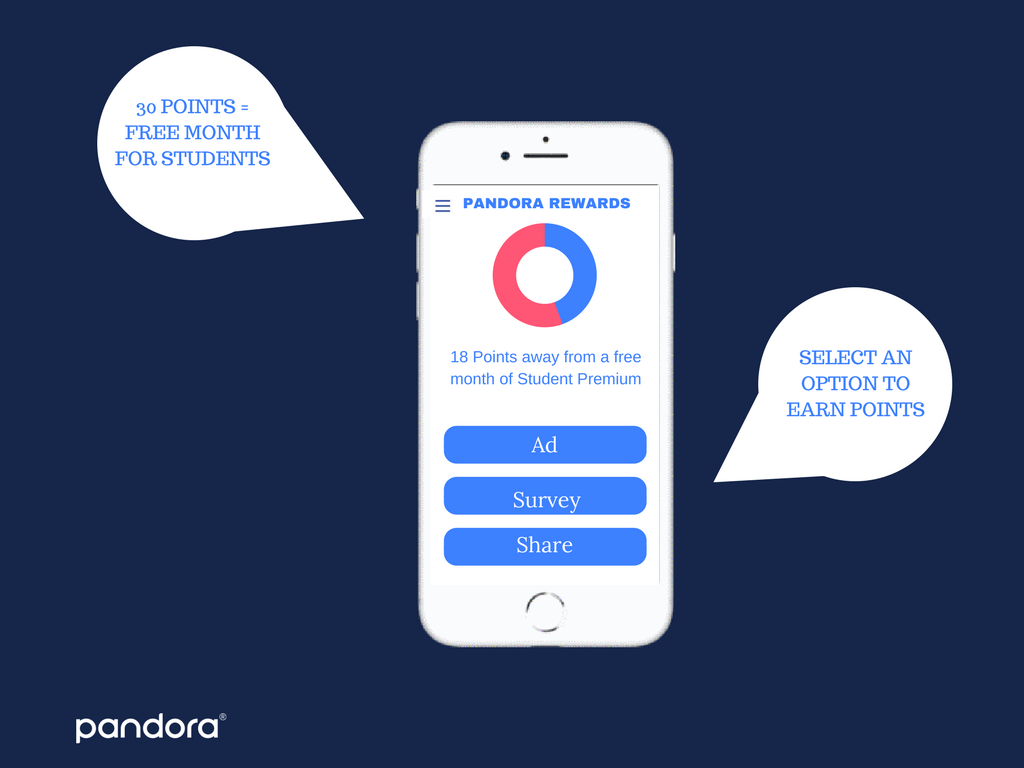 30 POINTS =
FREE MONTH
FOR STUDENTS
PANDORA REWARDS
18 Points away from a free
month of Student Premium
SELECT AN
OPTION TO
EARN POINTS
Ad
Survey
Share
pandora®